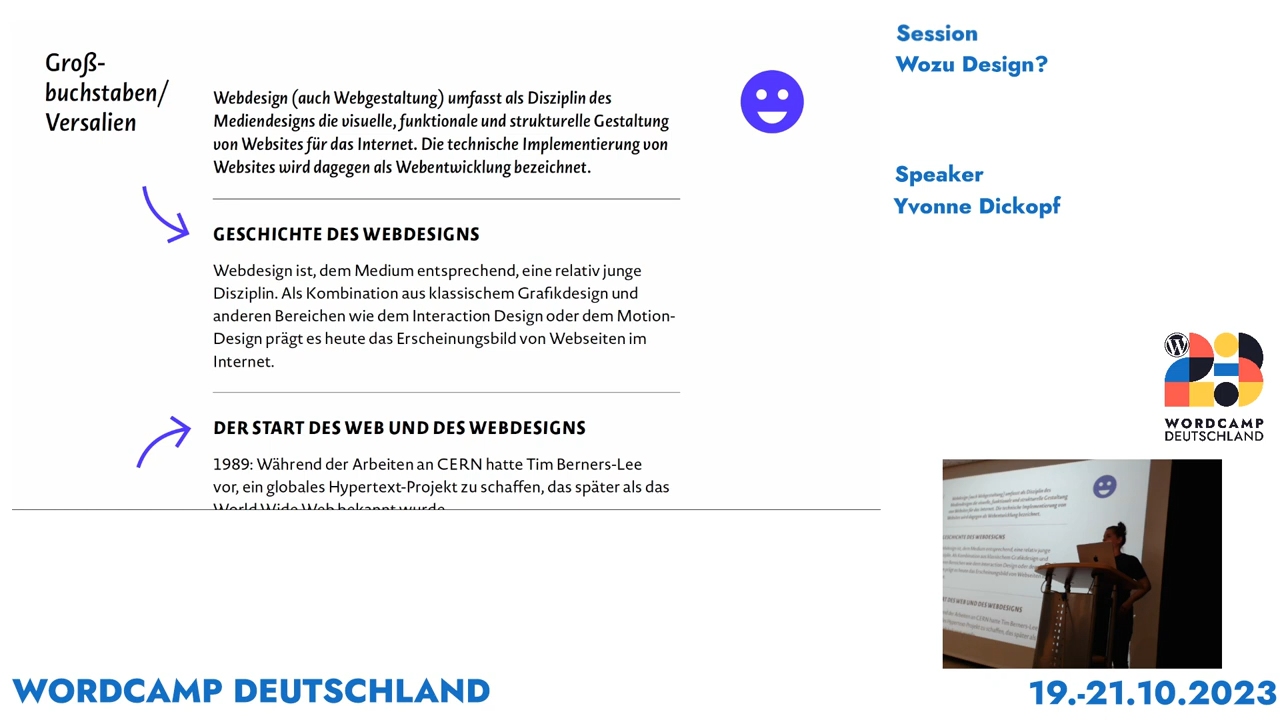 Groß-
buchstaben/
Versalien
Webdesign (auch Webgestaltung) umfasst als Disziplin des
Mediendesigns die visuelle, funktionale und strukturelle Gestaltung
von Websites für das Internet. Die technische Implementierung von
Websites wird dagegen als Webentwicklung bezeichnet.
GESCHICHTE DES WEBDESIGNS
Webdesign ist, dem Medium entsprechend, eine relativ junge
Disziplin. Als Kombination aus klassischem Grafikdesign und
anderen Bereichen wie dem Interaction Design oder dem Motion-
Design prägt es heute das Erscheinungsbild von Webseiten im
Internet.
DER START DES WEB UND DES WEBDESIGNS
1989: Während der Arbeiten an CERN hatte Tim Berners-Lee
vor, ein globales Hypertext-Projekt zu schaffen, das später als das
World Wide Web bekannt wurde
Session
Wozu Design?
Speaker
Yvonne Dickopf
WORDCAMP
DEUTSCHLAND
WORDCAMP DEUTSCHLAND
19.-21.10.2023